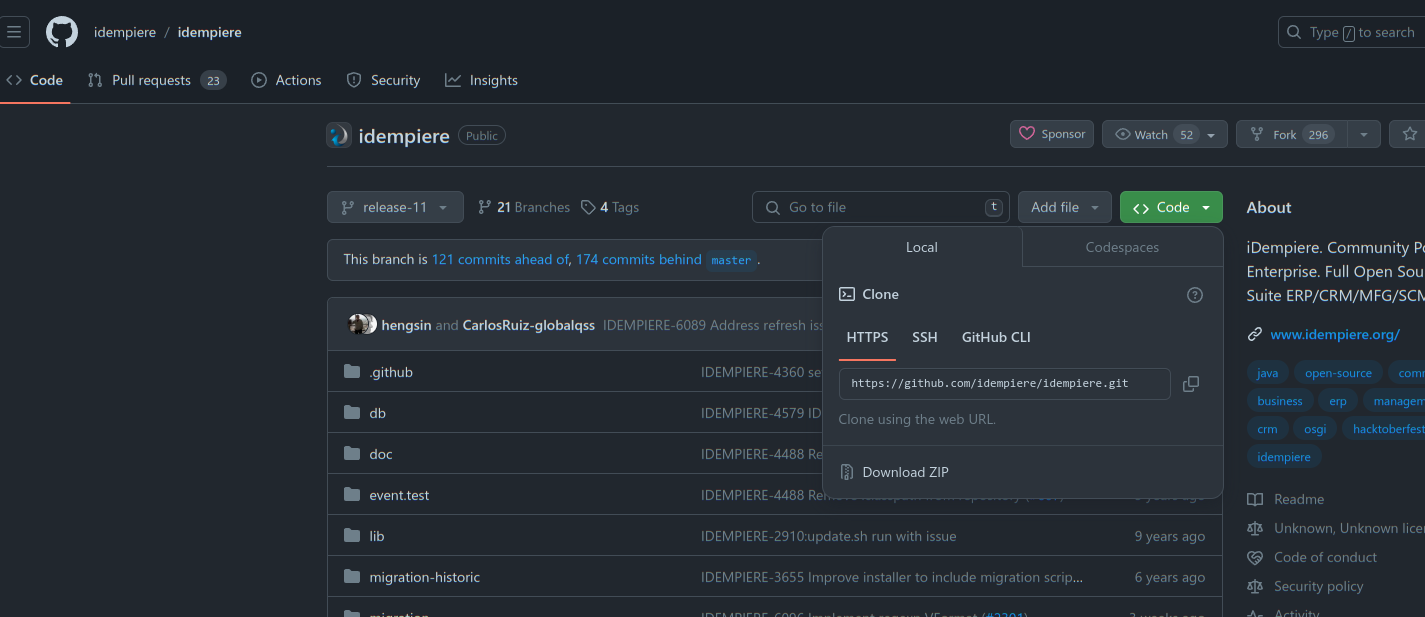 idempiere / idempiere
Type / to search
Code Pull requests 23 Actions Security Insights
idempiere Public
Sponsor Watch 52 Fork 296
release-11 21 Branches 4 Tags Go to file t Add file Code
This branch is 121 commits ahead of, 174 commits behind master .
hengsin and CarlosRuiz-globalqss IDEMPIERE-6089 Address refresh iss
.github IDEMPIERE-4360 se
db IDEMPIERE-4579 ID
doc IDEMPIERE-4488 Re
event.test IDEMPIERE-4488
lib IDEMPIERE-2910:update.sh run with issue 9 years ago
migration-historic IDEMPIERE-3655 Improve installer to include migration scrip... 6 years ago
Local Codespaces
Clone
HTTPS SSH GitHub CLI
https://github.com/idempiere/idempiere.git
Clone using the web URL.
Download ZIP
About
iDempiere. Community Po
Enterprise. Full Open Sou
Suite ERP/CRM/MFG/SCM
www.idempiere.org/
java open-source comm
business erp managem
crm osgi hacktoberfest
idempiere
Readme
Unknown, Unknown licen
Code of conduct
Security policy
Activity